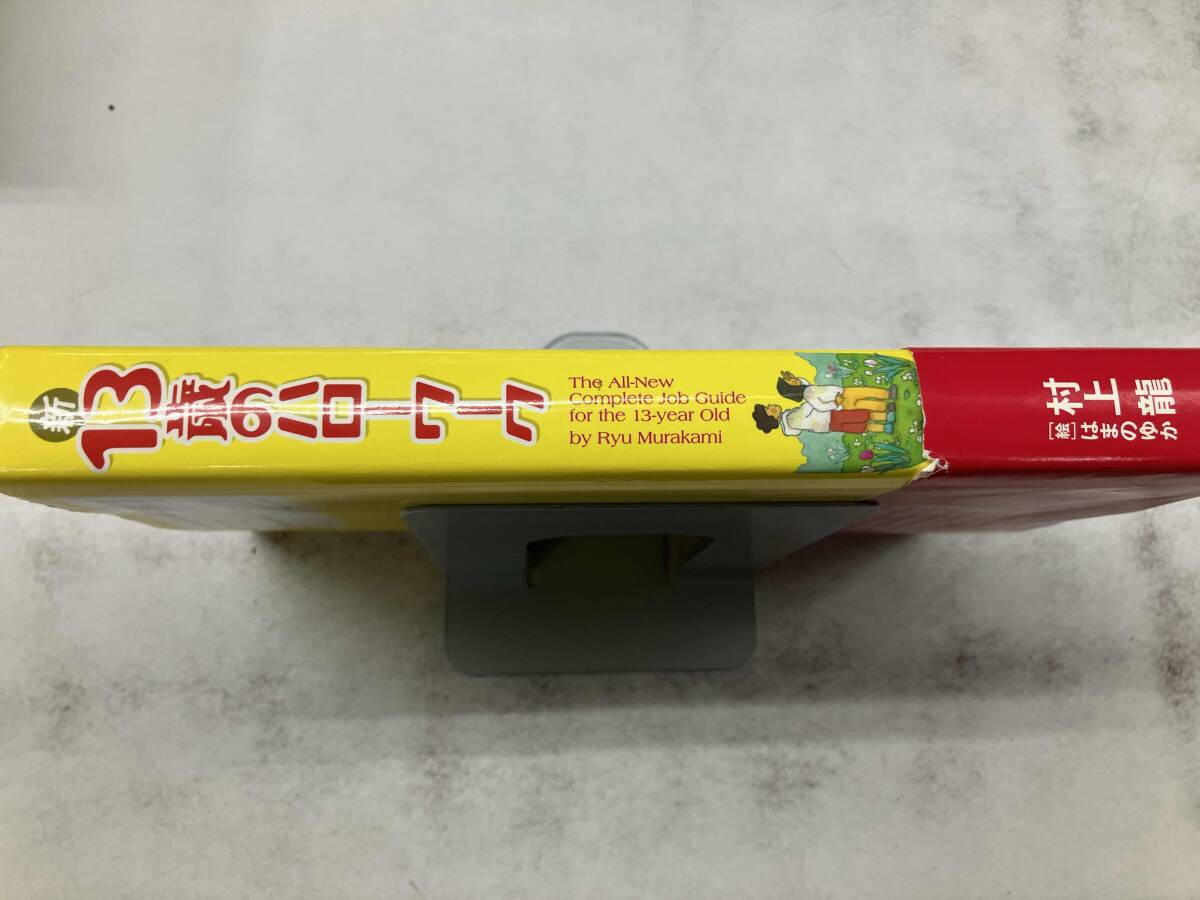 新
13歳のハローワーク
The All-New
Complete Job Guide
for the 13-year Old
by Ryu Murakami
村上龍
[絵]はまのゆか